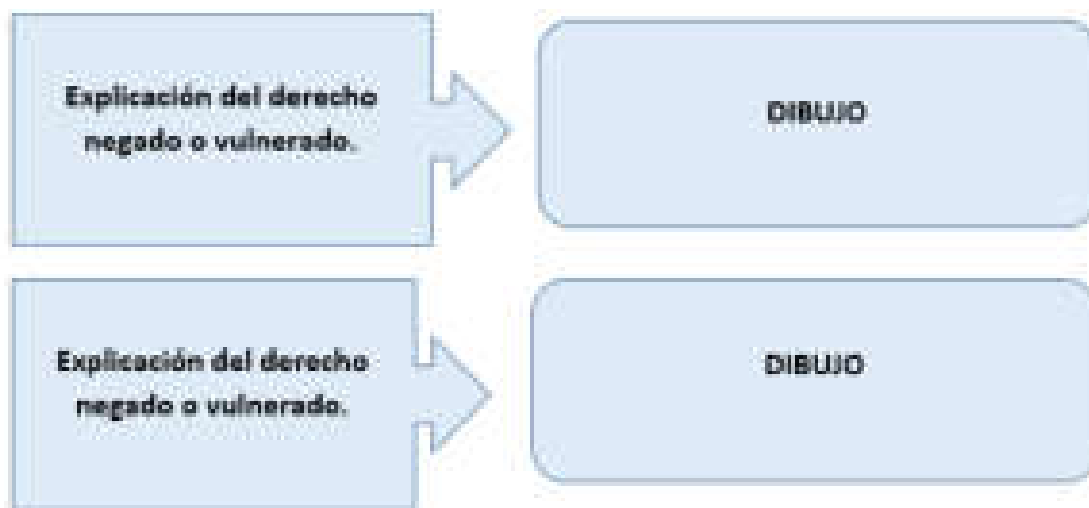 Explicación del derecho
negado o vulnerado.
DIBUJO
Explicación del derecho
negado o vulnerado.
DIBUJO